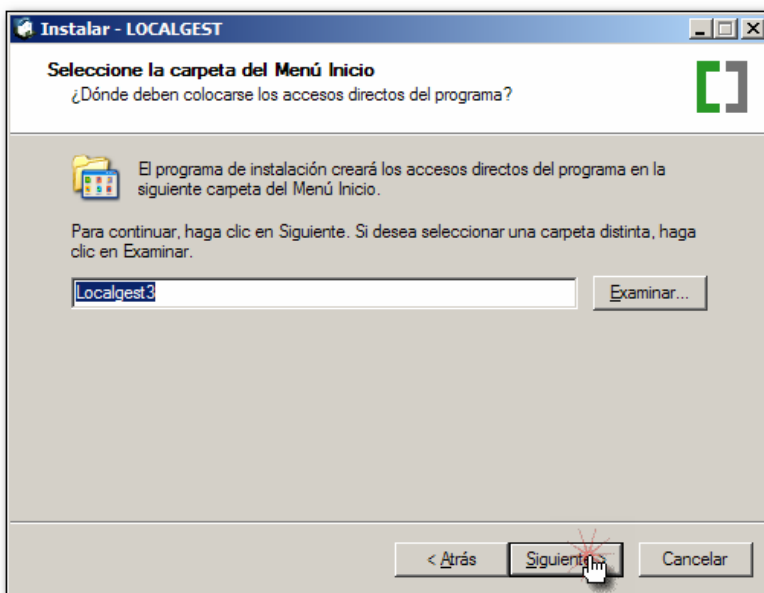 Instalar - LOCALGEST
Seleccione la carpeta del Menú Inicio
¿Dónde deben colocarse los accesos directos del programa?
El programa de instalación creará los accesos directos del programa en la
siguiente carpeta del Menú Inicio.
Para continuar, haga clic en Siguiente. Si desea seleccionar una carpeta distinta, haga
clic en Examinar.
Localgest3
Examinar...
< Atrás
Siguiente >
Cancelar